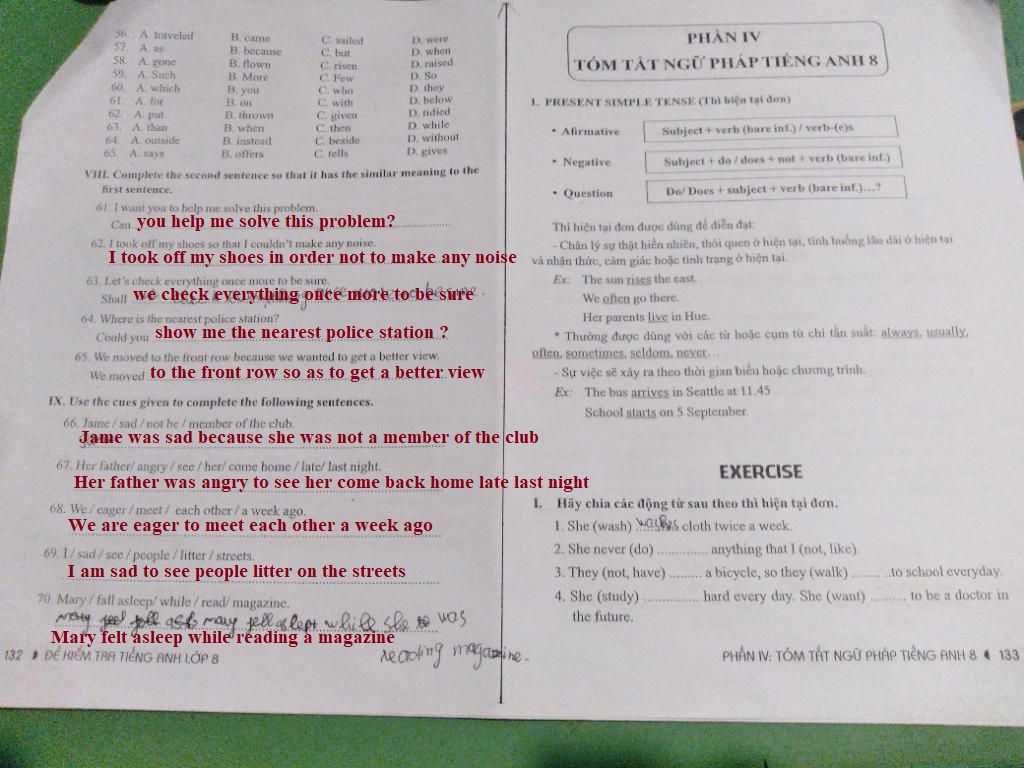 56. A. traveled B. came C. sailed D. were
57. A. as B. because C. but D. when
58. A. gone B. flown C. risen D. raised
59. A. Such B. More C. Few D. So
60. A. which B. you C. who D. they
61. A. for B. on C. with D. below
62. A. put B. thrown C. given D. tidied
63. A. than B. when C. then D. while
64. A. outside B. instead C. beside D. without
65. A. says B. offers C. tells D. gives
VIII. Complete the second sentence so that it has the similar meaning to the
first sentence.
61. I want you to help me solve this problem.
Can you help me solve this problem?
62. I took off my shoes so that I couldn't make any noise.
I took off my shoes in order not to make any noise
63. Let's check everything once more to be sure.
Shall we check everything once more to be sure
64. Where is the nearest police station?
Could you show me the nearest police station ?
65. We moved to the front row because we wanted to get a better view.
We moved to the front row so as to get a better view
IX. Use the cues given to complete the following sentences.
66. Jame / sad / not be / member of the club.
Jame was sad because she was not a member of the club
67. Her father/ angry / see / her/ come home / late/ last night.
Her father was angry to see her come back home late last night
68. We / eager / meet / each other / a week ago.
We are eager to meet each other a week ago
69. I / sad / see / people / litter / streets.
I am sad to see people litter on the streets
70. Mary / fall asleep/ while / read/ magazine.
mary fell aslept while she was
Mary felt asleep while reading a magazine
reading magazine.
132 ĐỀ KIỂM TRA TIẾNG ANH LỚP 8
PHẦN IV
TÓM TẮT NGỮ PHÁP TIẾNG ANH 8
1. PRESENT SIMPLE TENSE (Thì hiện tại đơn)
• Afirmative Subject + verb (bare inf.) / verb-(e)s
• Negative Subject + do / does + not + verb (bare inf.)
• Question Do/ Does + subject + verb (bare inf.)...?
Thì hiện tại đơn được dùng để diễn đạt:
- Chân lý sự thật hiển nhiên, thói quen ở hiện tại, tình huống lâu dài ở hiện tại
và nhận thức, cảm giác hoặc tình trạng ở hiện tại.
Ex: The sun rises the east.
We often go there.
Her parents live in Hue.
* Thường được dùng với các từ hoặc cụm từ chỉ tần suất: always, usually,
often, sometimes, seldom, never...
- Sự việc sẽ xảy ra theo thời gian biểu hoặc chương trình.
Ex: The bus arrives in Seattle at 11.45
School starts on 5 September.
EXERCISE
I. Hãy chia các động từ sau theo thì hiện tại đơn.
1. She (wash) washes cloth twice a week.
2. She never (do) .............. anything that I (not, like).
3. They (not, have) ......... a bicycle, so they (walk) ......... ..to school everyday.
4. She (study) ............... hard every day. She (want) .......... to be a doctor in
the future.
PHẦN IV: TÓM TẮT NGỮ PHÁP TIẾNG ANH 8 133